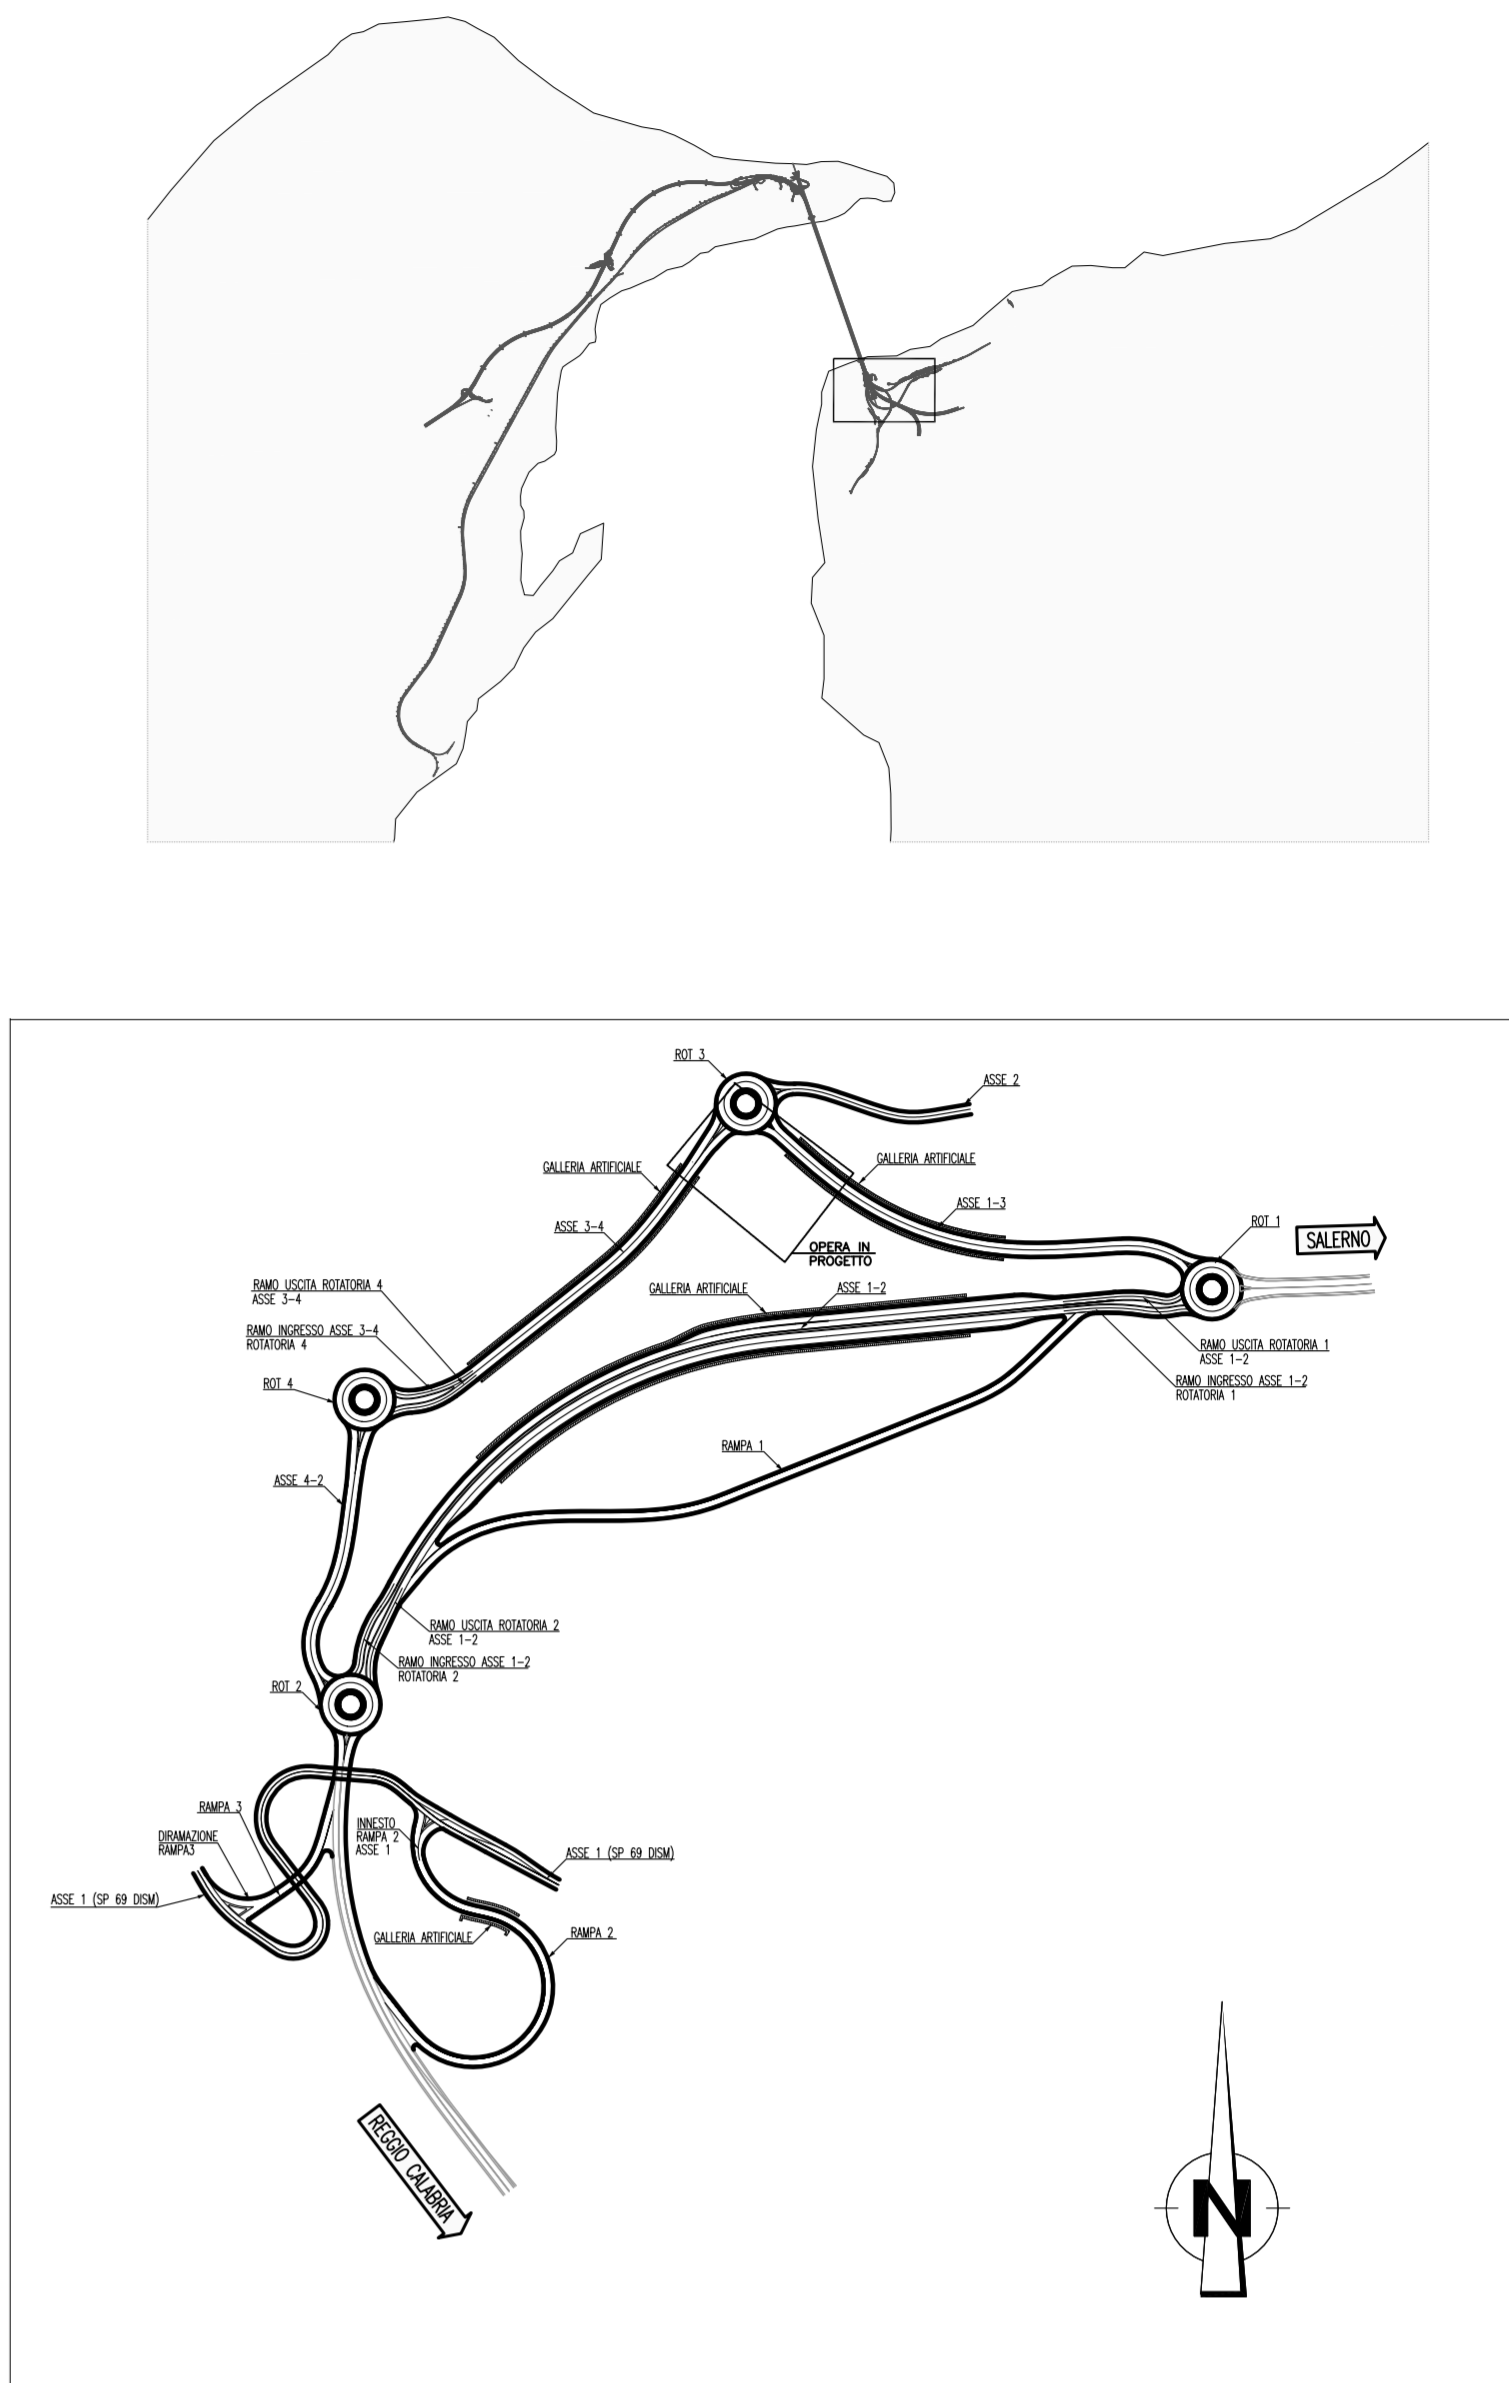 ROT 3
ASSE 2
GALLERIA ARTIFICIALE
GALLERIA ARTIFICIALE
ASSE 1-3
ASSE 3-4
ROT 1
SALERNO
OPERA IN
PROGETTO
RAMO USCITA ROTATORIA 4
ASSE 3-4
GALLERIA ARTIFICIALE
ASSE 1-2
RAMO INGRESSO ASSE 3-4
ROTATORIA 4
RAMO USCITA ROTATORIA 1
ASSE 1-2
ROT 4
RAMO INGRESSO ASSE 1-2
ROTATORIA 1
RAMPA 1
ASSE 4-2
RAMO USCITA ROTATORIA 2
ASSE 1-2
RAMO INGRESSO ASSE 1-2
ROTATORIA 2
ROT 2
RAMPA 3
DIRAMAZIONE
RAMPA3
INNESTO
RAMPA 2
ASSE 1
ASSE 1 (SP 69 DISM)
ASSE 1 (SP 69 DISM)
GALLERIA ARTIFICIALE
RAMPA 2
REGGIO CALABRIA
N